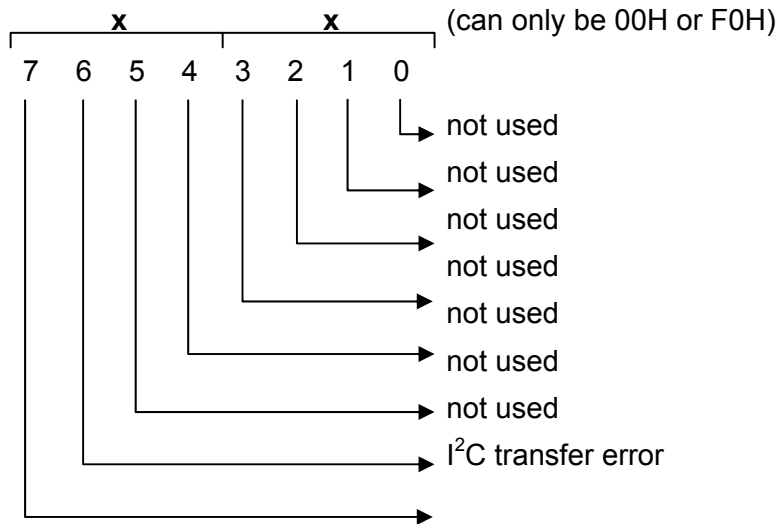 x x (can only be 00H or F0H)
7 6 5 4 3 2 1 0
not used
not used
not used
not used
not used
not used
not used
I²C transfer error